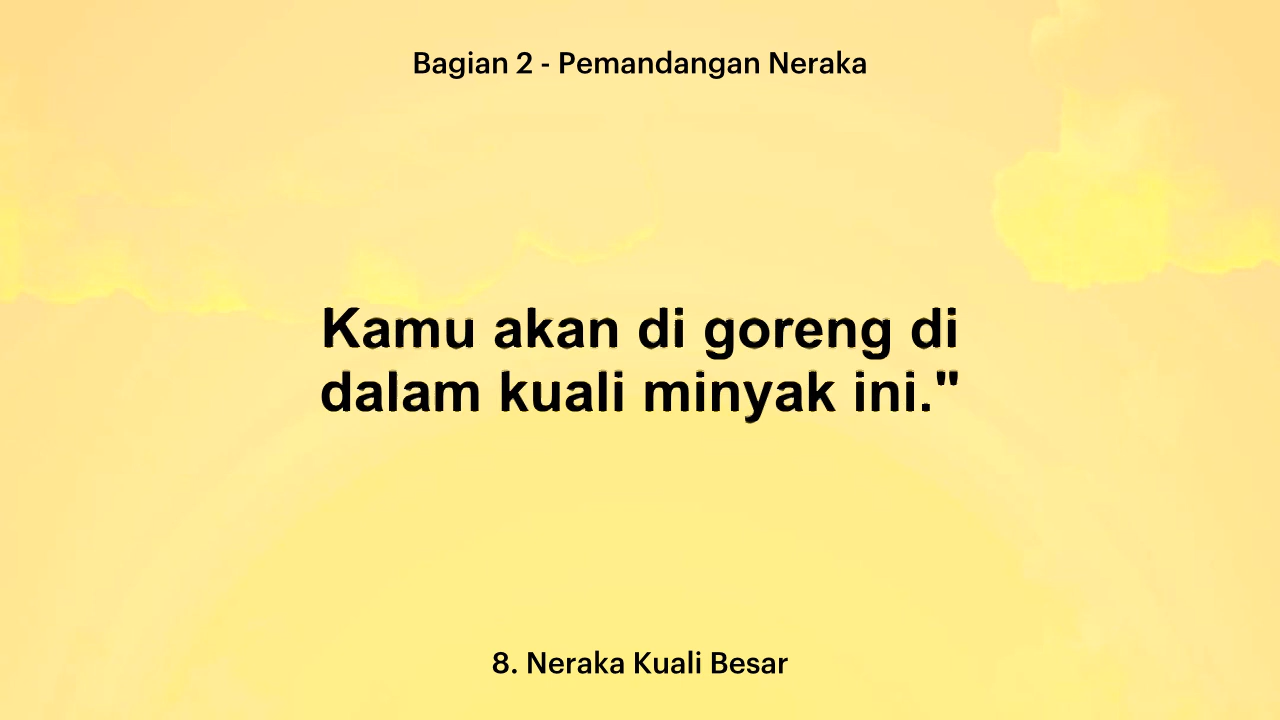 Bagian 2 - Pemandangan Neraka
Kamu akan di goreng di
dalam kuali minyak ini."
8. Neraka Kuali Besar